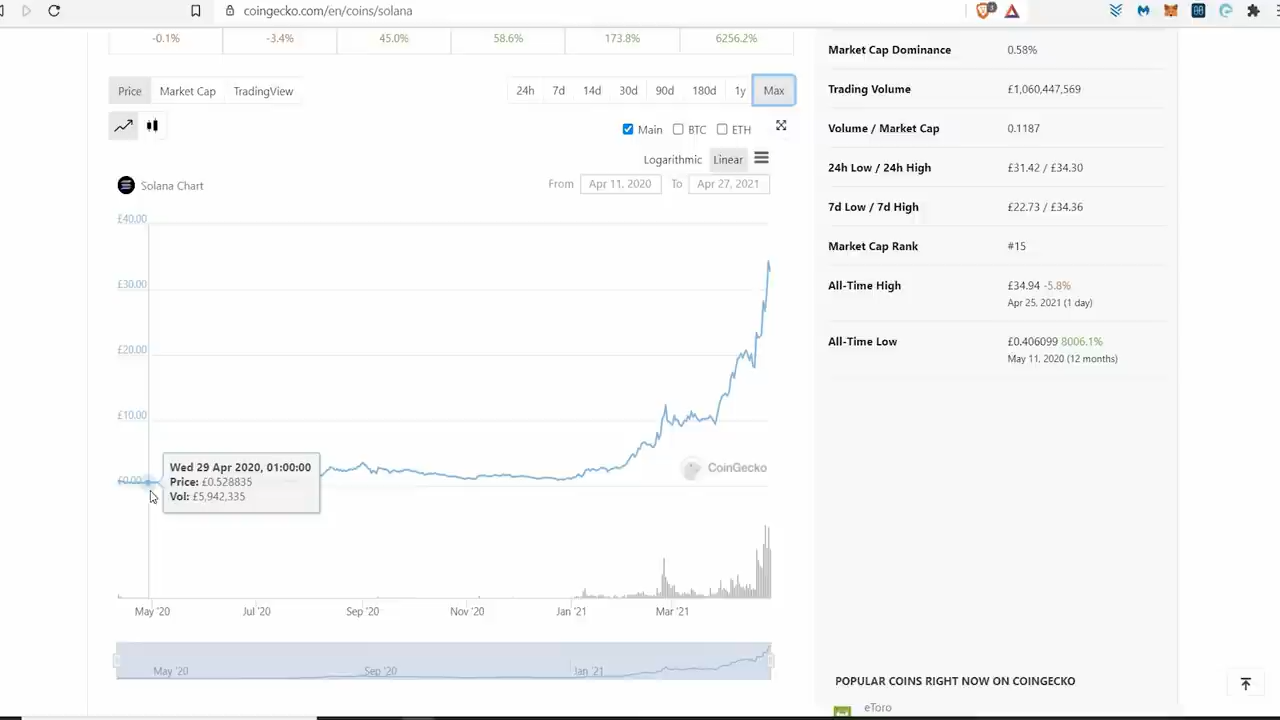 coingecko.com/en/coins/solana
-0.1% -3.4% 45.0% 58.6% 173.8% 6256.2%
Price Market Cap TradingView 24h 7d 14d 30d 90d 180d 1y Max
Main BTC ETH
Logarithmic Linear
Solana Chart From Apr 11, 2020 To Apr 27, 2021
£40.00
£30.00
£20.00
£10.00
£0.00
Wed 29 Apr 2020, 01:00:00
Price: £0.528835
Vol: £5,942,335
CoinGecko
May '20 Jul '20 Sep '20 Nov '20 Jan '21 Mar '21
May '20 Sep '20 Jan '21
Market Cap Dominance 0.58%
Trading Volume £1,060,447,569
Volume / Market Cap 0.1187
24h Low / 24h High £31.42 / £34.30
7d Low / 7d High £22.73 / £34.36
Market Cap Rank #15
All-Time High £34.94 -5.8%
Apr 25, 2021 (1 day)
All-Time Low £0.406099 8006.1%
May 11, 2020 (12 months)
POPULAR COINS RIGHT NOW ON COINGECKO
eToro